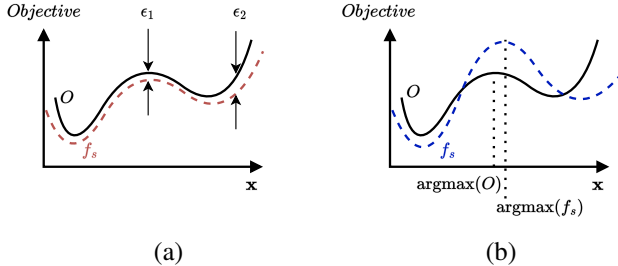 Objective
ϵ₁
ϵ₂
O
fₛ
x
(a)
Objective
O
fₛ
x
argmax(O)
argmax(fₛ)
(b)